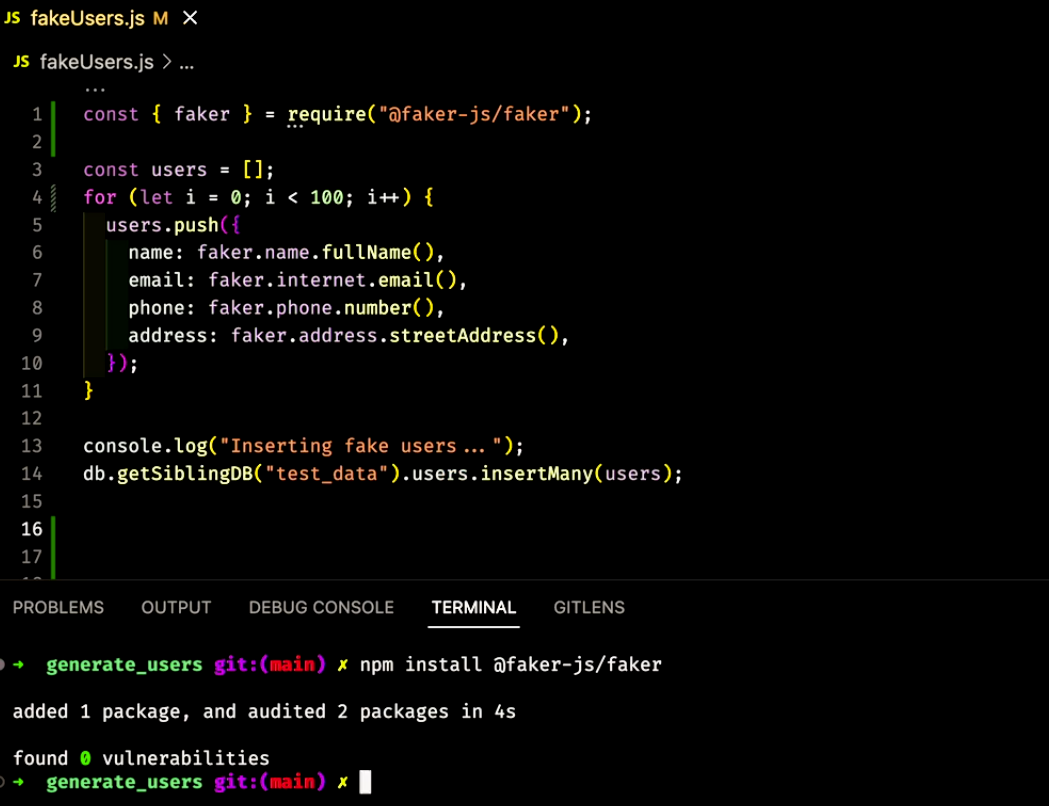 JS fakeUsers.js M ×
JS fakeUsers.js > ...
...
1 const { faker } = require("@faker-js/faker");
2
3 const users = [];
4 for (let i = 0; i < 100; i++) {
5 users.push({
6 name: faker.name.fullName(),
7 email: faker.internet.email(),
8 phone: faker.phone.number(),
9 address: faker.address.streetAddress(),
10 });
11 }
12
13 console.log("Inserting fake users...");
14 db.getSiblingDB("test_data").users.insertMany(users);
15
16
17
PROBLEMS OUTPUT DEBUG CONSOLE TERMINAL GITLENS
➜ generate_users git:(main) ✗ npm install @faker-js/faker
added 1 package, and audited 2 packages in 4s
found 0 vulnerabilities
➜ generate_users git:(main) ✗